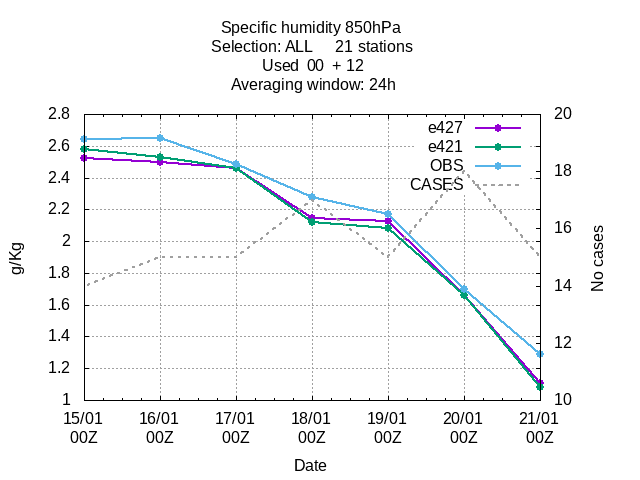 Specific humidity 850hPa
Selection: ALL     21 stations
Used  00  + 12
Averaging window: 24h
g/Kg
2.8
2.6
2.4
2.2
2
1.8
1.6
1.4
1.2
1
e427
e421
OBS
CASES
20
18
16
14
12
10
No cases
15/01 16/01 17/01 18/01 19/01 20/01 21/01
00Z 00Z 00Z 00Z 00Z 00Z 00Z
Date